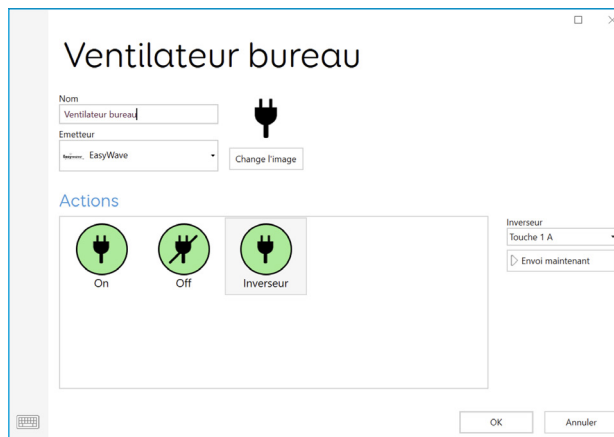 Ventilateur bureau
Nom
Ventilateur bureau
Emetteur
EasyWave
Change l'image
Actions
On
Off
Inverseur
Inverseur
Touche 1 A
Envoi maintenant
OK
Annuler